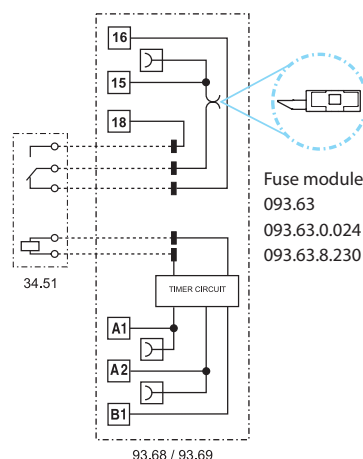 16
15
18
Fuse module
093.63
093.63.0.024
093.63.8.230
34.51
TIMER CIRCUIT
A1
A2
B1
93.68 / 93.69